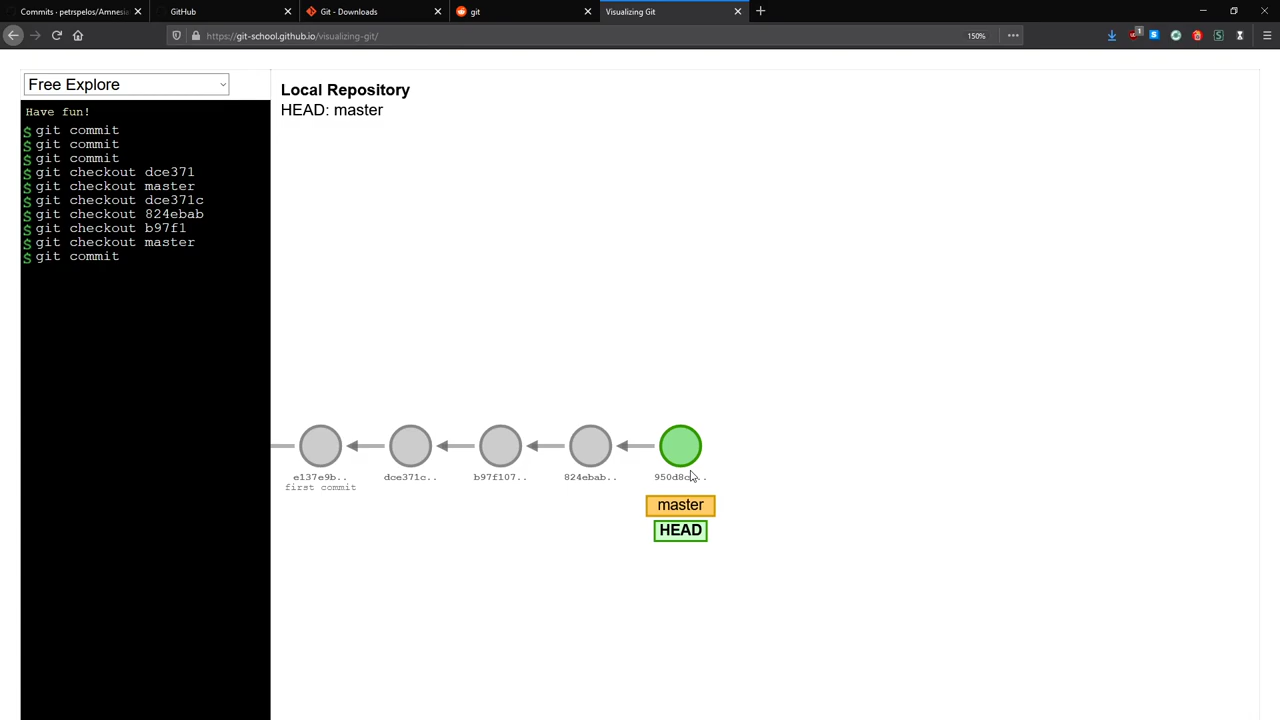 Commits · petrspelos/Amnesia
GitHub
Git - Downloads
git
Visualizing Git
https://git-school.github.io/visualizing-git/
150%
1
Free Explore
Local Repository
HEAD: master
Have fun!
$ git commit
$ git commit
$ git commit
$ git checkout dce371
$ git checkout master
$ git checkout dce371c
$ git checkout 824ebab
$ git checkout b97f1
$ git checkout master
$ git commit
e137e9b..
first commit
dce371c..
b97f107..
824ebab..
master
HEAD